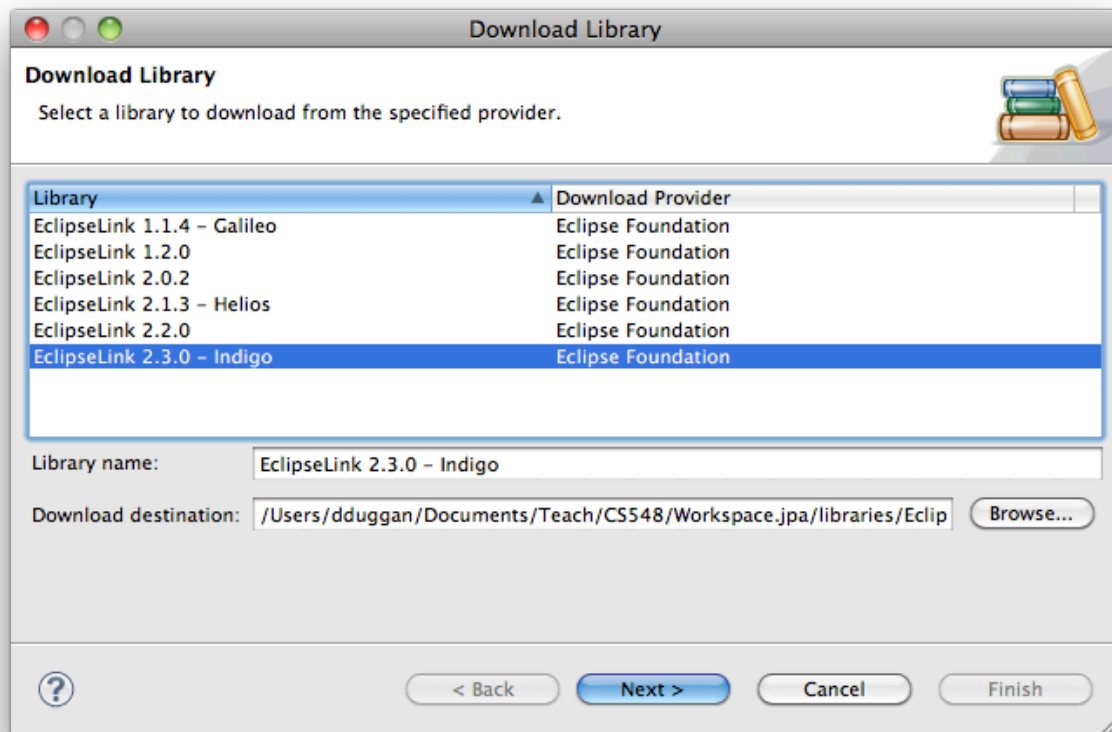 Download Library
Download Library
Select a library to download from the specified provider.
Library Download Provider
EclipseLink 1.1.4 – Galileo Eclipse Foundation
EclipseLink 1.2.0 Eclipse Foundation
EclipseLink 2.0.2 Eclipse Foundation
EclipseLink 2.1.3 – Helios Eclipse Foundation
EclipseLink 2.2.0 Eclipse Foundation
EclipseLink 2.3.0 – Indigo Eclipse Foundation
Library name: EclipseLink 2.3.0 – Indigo
Download destination: /Users/dduggan/Documents/Teach/CS548/Workspace.jpa/libraries/Eclip Browse...
? < Back Next > Cancel Finish